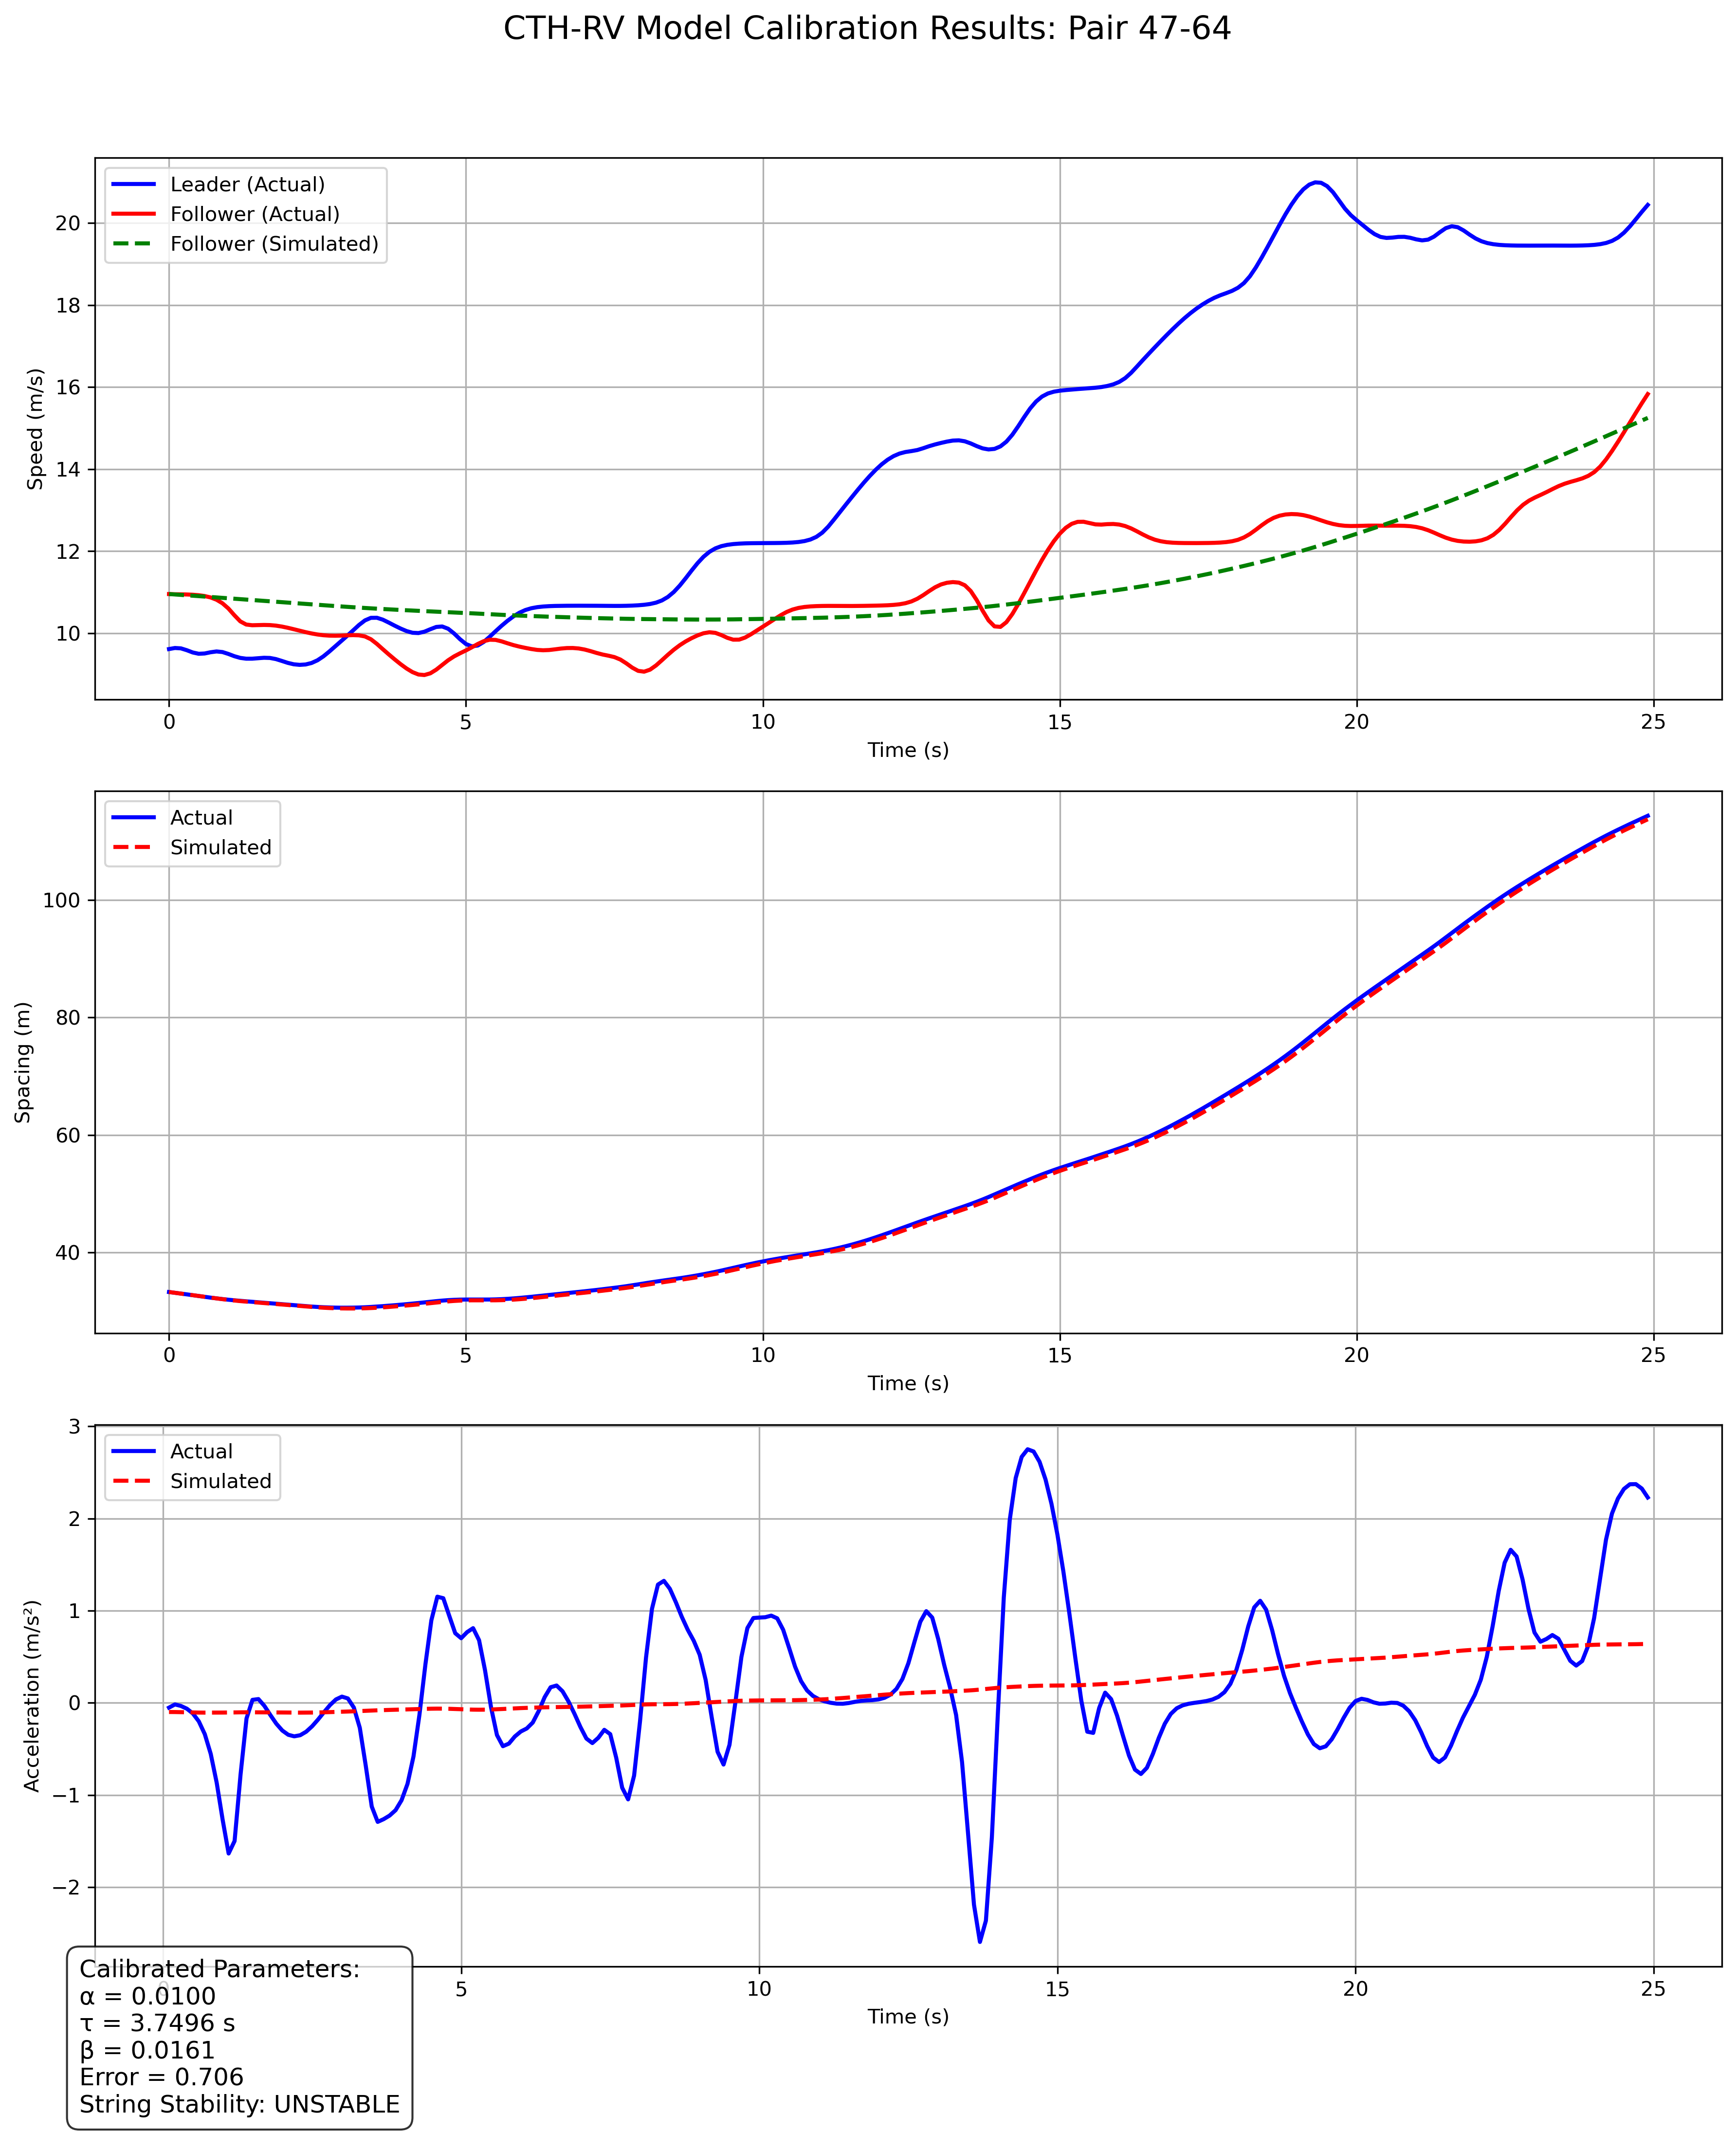 CTH-RV Model Calibration Results: Pair 47-64
Leader (Actual)
Follower (Actual)
Follower (Simulated)
20
18
16
14
12
10
Speed (m/s)
0 5 10 15 20 25
Time (s)
Actual
Simulated
100
80
60
40
Spacing (m)
0 5 10 15 20 25
Time (s)
Actual
Simulated
3
2
1
0
−1
−2
Acceleration (m/s²)
0 5 10 15 20 25
Time (s)
Calibrated Parameters:
α = 0.0100
τ = 3.7496 s
β = 0.0161
Error = 0.706
String Stability: UNSTABLE